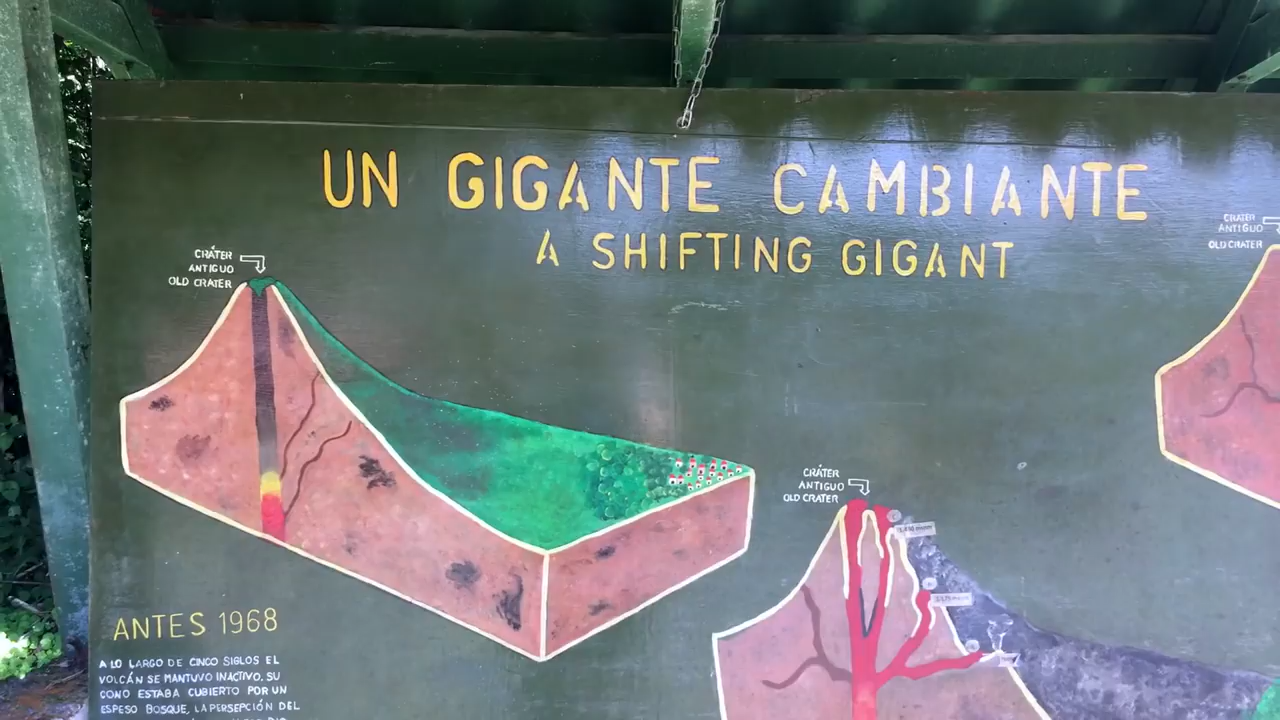 UN GIGANTE CAMBIANTE
A SHIFTING GIGANT
CRÁTER
ANTIGUO
OLD CRATER
CRÁTER
ANTIGUO
OLD CRATER
CRÁTER
ANTIGUO
OLD CRATER
ANTES 1968
A LO LARGO DE CINCO SIGLOS EL
VOLCÁN SE MANTUVO INACTIVO. SU
CONO ESTABA CUBIERTO POR UN
ESPESO BOSQUE, LA PERSEPCIÓN DEL